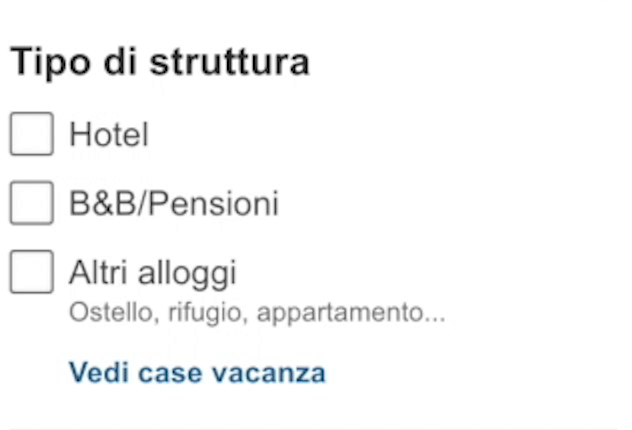 Tipo di struttura
Hotel
B&B/Pensioni
Altri alloggi
Ostello, rifugio, appartamento...
Vedi case vacanza